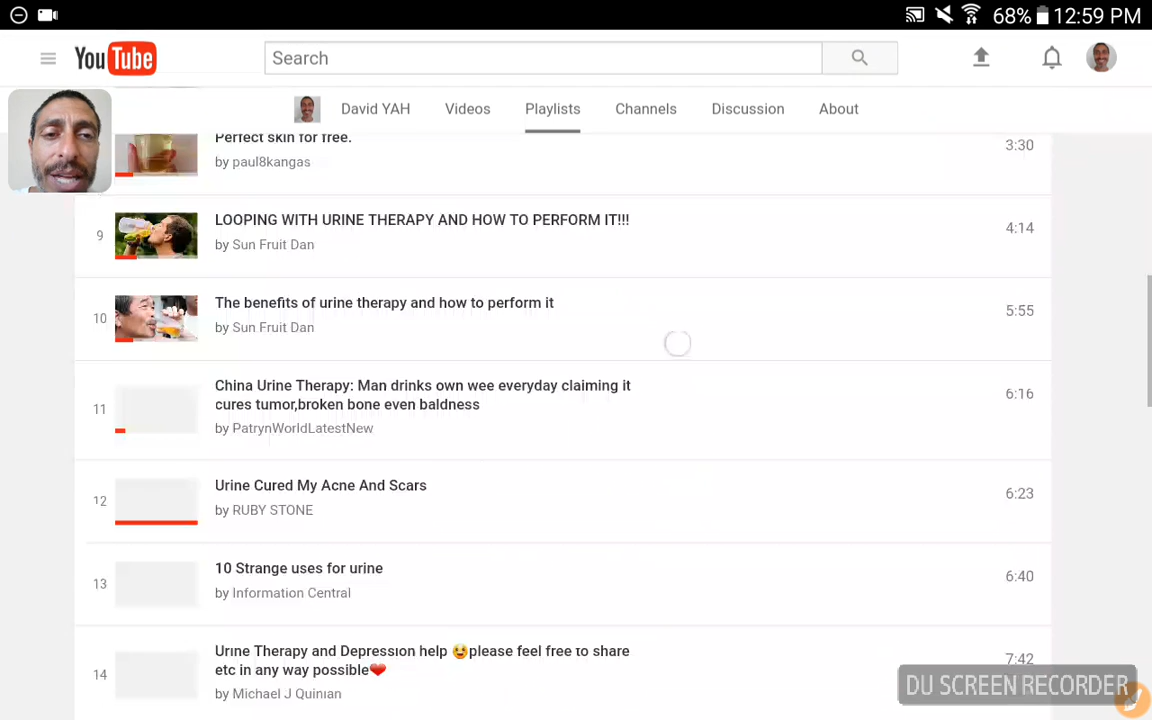 68% 12:59 PM
YouTube
Search
David YAH Videos Playlists Channels Discussion About
Perfect skin for free.
by paul8kangas
3:30
9
LOOPING WITH URINE THERAPY AND HOW TO PERFORM IT!!!
by Sun Fruit Dan
4:14
10
The benefits of urine therapy and how to perform it
by Sun Fruit Dan
5:55
11
China Urine Therapy: Man drinks own wee everyday claiming it
cures tumor,broken bone even baldness
by PatrynWorldLatestNew
6:16
12
Urine Cured My Acne And Scars
by RUBY STONE
6:23
13
10 Strange uses for urine
by Information Central
6:40
14
Urine Therapy and Depression help 😆please feel free to share
etc in any way possible❤
by Michael J Quinlan
7:42
DU SCREEN RECORDER